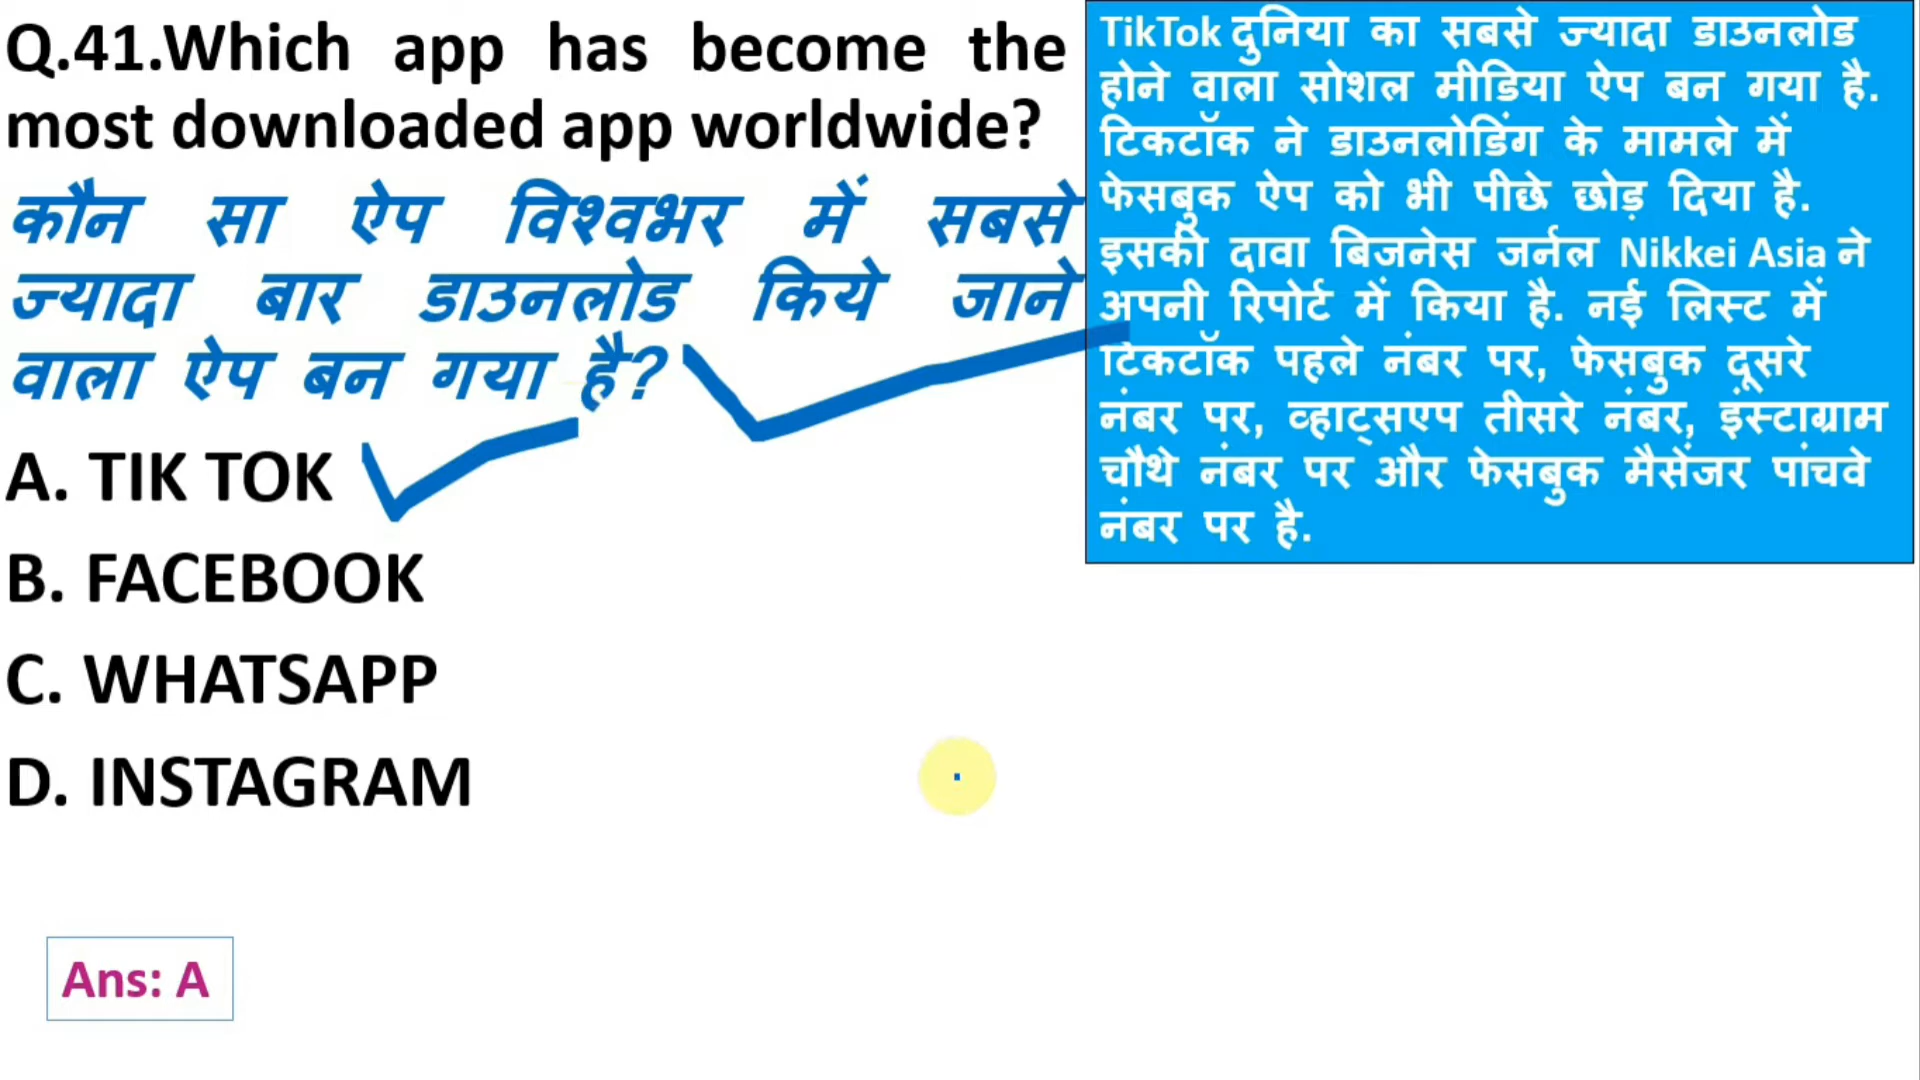 Q.41.Which app has become the
most downloaded app worldwide?
कौन सा ऐप विश्वभर में सबसे
ज्यादा बार डाउनलोड किये जाने
वाला ऐप बन गया है?
A. TIK TOK
B. FACEBOOK
C. WHATSAPP
D. INSTAGRAM
Ans: A
TikTok दुनिया का सबसे ज्यादा डाउनलोड
होने वाला सोशल मीडिया ऐप बन गया है.
टिकटॉक ने डाउनलोडिंग के मामले में
फेसबुक ऐप को भी पीछे छोड़ दिया है.
इसकी दावा बिजनेस जर्नल Nikkei Asia ने
अपनी रिपोर्ट में किया है. नई लिस्ट में
टिकटॉक पहले नंबर पर, फेसबुक दूसरे
नंबर पर, व्हाट्सएप तीसरे नंबर, इंस्टाग्राम
चौथे नंबर पर और फेसबुक मैसेंजर पांचवे
नंबर पर है.